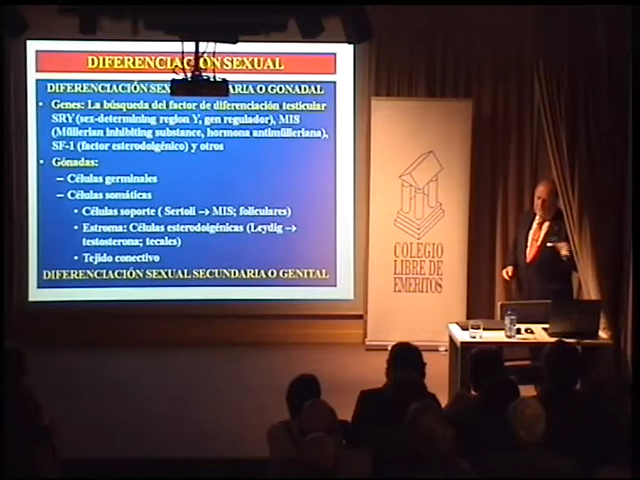 DIFERENCIACIÓN SEXUAL
DIFERENCIACIÓN SEX ARIA O GONADAL
• Genes: La búsqueda del factor de diferenciación testicular
SRY (sex-determining region Y, gen regulador), MIS
(Müllerian inhibiting substance, hormona antimülleriana),
SF-1 (factor esterodoigénico) y otros
• Gónadas:
– Células germinales
– Células somáticas
• Células soporte ( Sertoli → MIS; foliculares)
• Estroma: Células esterodoigénicas (Leydig →
testosterona; tecales)
• Tejido conectivo
DIFERENCIACIÓN SEXUAL SECUNDARIA O GENITAL
COLEGIO
LIBRE DE
EMERITOS